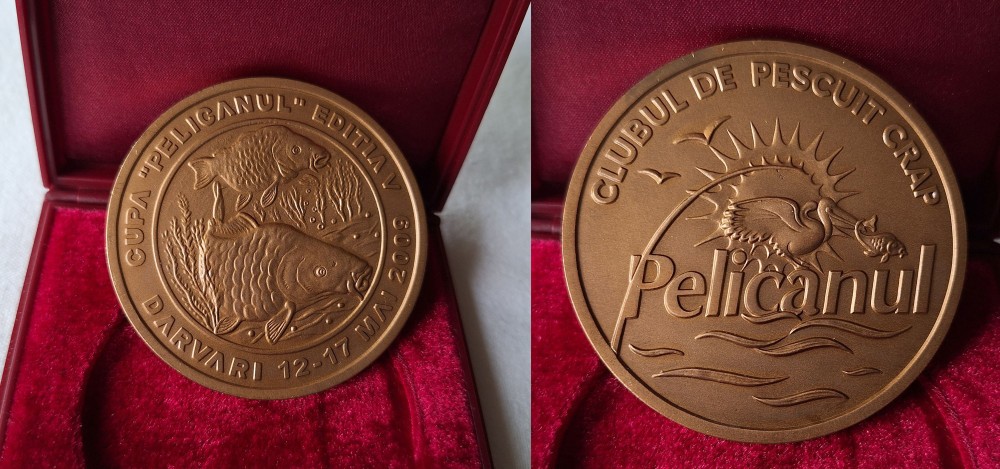 CUPA "PELICANUL" EDITIA V
DARVARI 12-17 MAI 2009
CLUBUL DE PESCUIT CRAP
Pelicanul